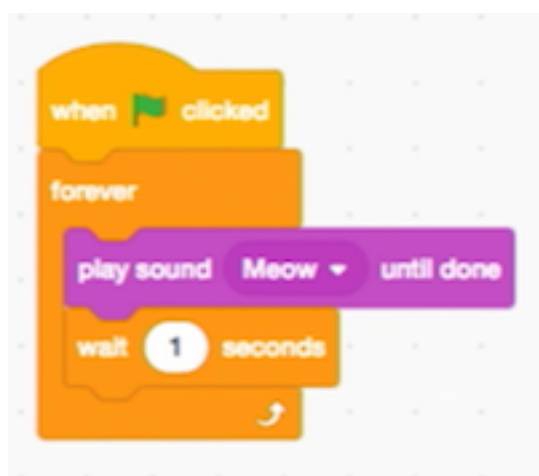 when clicked
forever
play sound Meow until done
wait 1 seconds